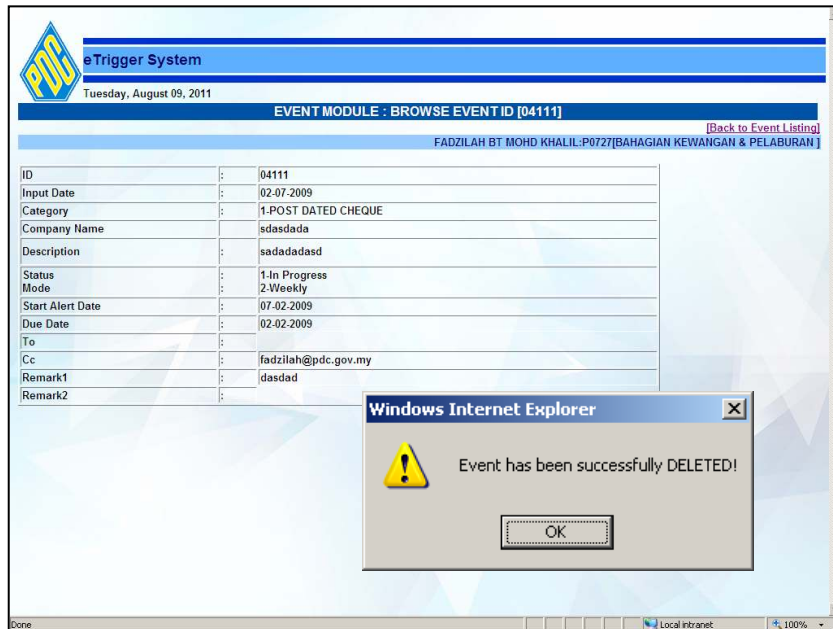 PDC
eTrigger System
Tuesday, August 09, 2011
EVENT MODULE : BROWSE EVENT ID [04111]
[Back to Event Listing]
FADZILAH BT MOHD KHALIL:P0727[BAHAGIAN KEWANGAN & PELABURAN ]
ID : 04111
Input Date : 02-07-2009
Category : 1-POST DATED CHEQUE
Company Name sdasdada
Description : sadadadasd
Status : 1-In Progress
Mode : 2-Weekly
Start Alert Date : 07-02-2009
Due Date : 02-02-2009
To :
Cc : fadzilah@pdc.gov.my
Remark1 : dasdad
Remark2 :
Windows Internet Explorer
Event has been successfully DELETED!
OK
Done Local intranet 100%